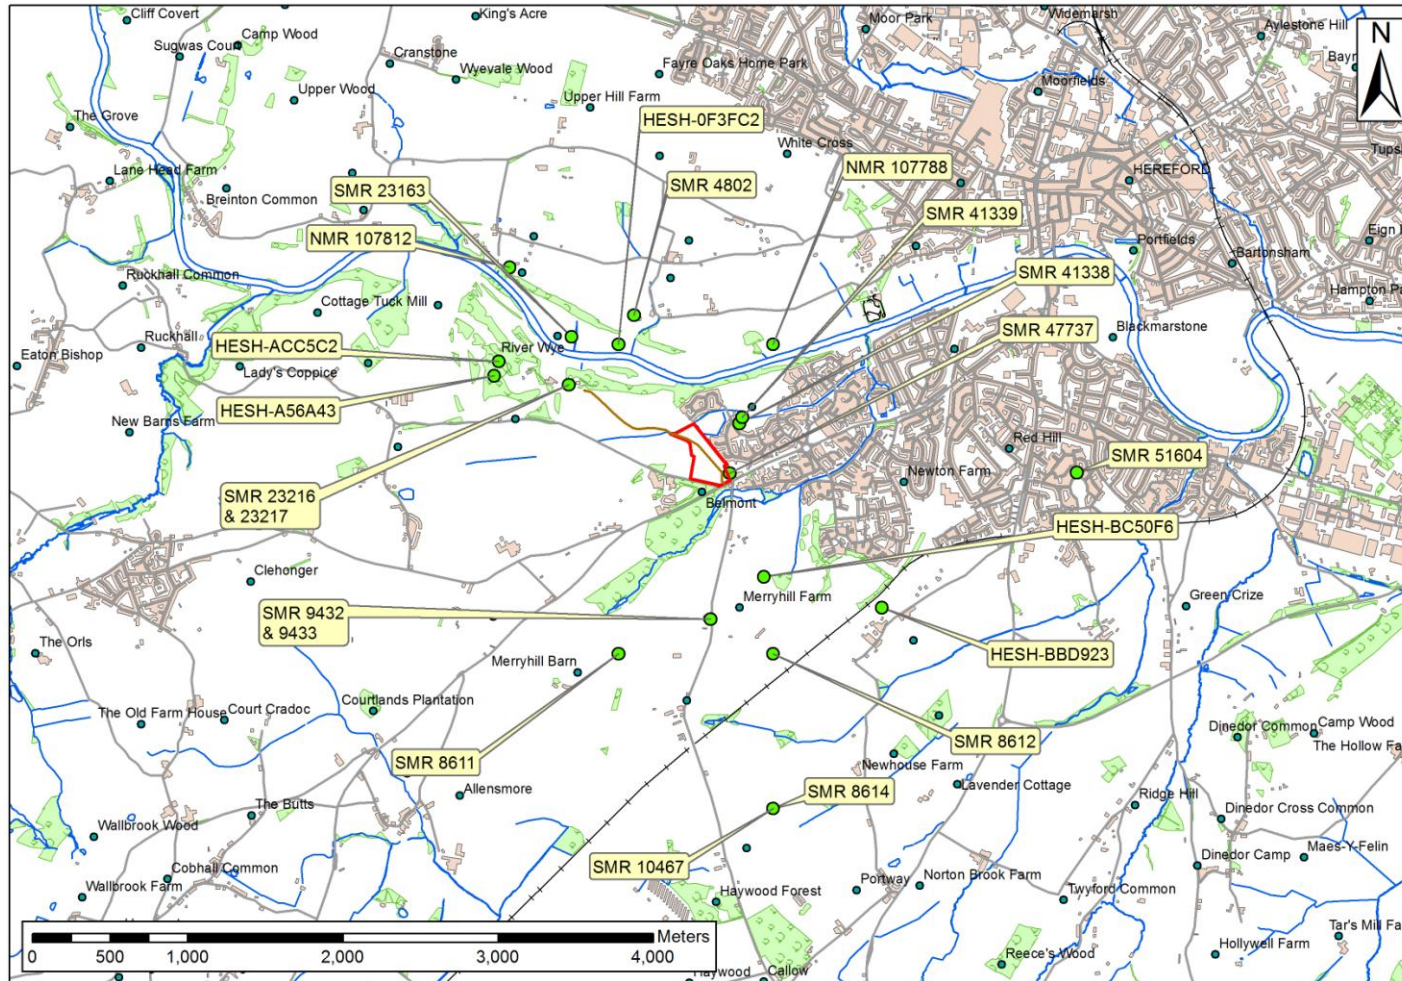 Cliff Covert
King's Acre
Moor Park
Widemarsh
Aylestone Hill
Camp Wood
Sugwas Court
Cranstone
N
Fayre Oaks Home Park
Wyevale Wood
Upper Wood
Upper Hill Farm
Moorfields
The Grove
HESH-0F3FC2
White Cross
Lane Head Farm
NMR 107788
HEREFORD
SMR 23163
SMR 4802
Breinton Common
SMR 41339
NMR 107812
Portfields
Bartonsham
Ruckhall Common
SMR 41338
Cottage Tuck Mill
SMR 47737
Blackmarstone
Ruckhall
HESH-ACC5C2
River Wye
Eaton Bishop
Lady's Coppice
HESH-A56A43
New Barns Farm
Red Hill
SMR 51604
Newton Farm
SMR 23216
& 23217
Belmont
HESH-BC50F6
Clehonger
Merryhill Farm
Green Crize
SMR 9432
& 9433
The Orls
HESH-BBD923
Merryhill Barn
Courtlands Plantation
The Old Farm House
Court Cradoc
Dinedor Common
Camp Wood
SMR 8612
The Hollow Fa
SMR 8611
Newhouse Farm
Allensmore
SMR 8614
Lavender Cottage
Ridge Hill
The Butts
Dinedor Cross Common
Wallbrook Wood
Maes-Y-Felin
SMR 10467
Cobhall Common
Dinedor Camp
Wallbrook Farm
Haywood Forest
Portway
Norton Brook Farm
Twyford Common
Tar's Mill Fa
Meters
0 500 1,000 2,000 3,000 4,000
Hollywell Farm
Reece's Wood
Callow